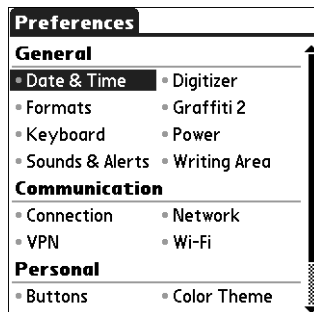 Preferences
General
• Date & Time • Digitizer
• Formats • Graffiti 2
• Keyboard • Power
• Sounds & Alerts • Writing Area
Communication
• Connection • Network
• VPN • Wi-Fi
Personal
• Buttons • Color Theme